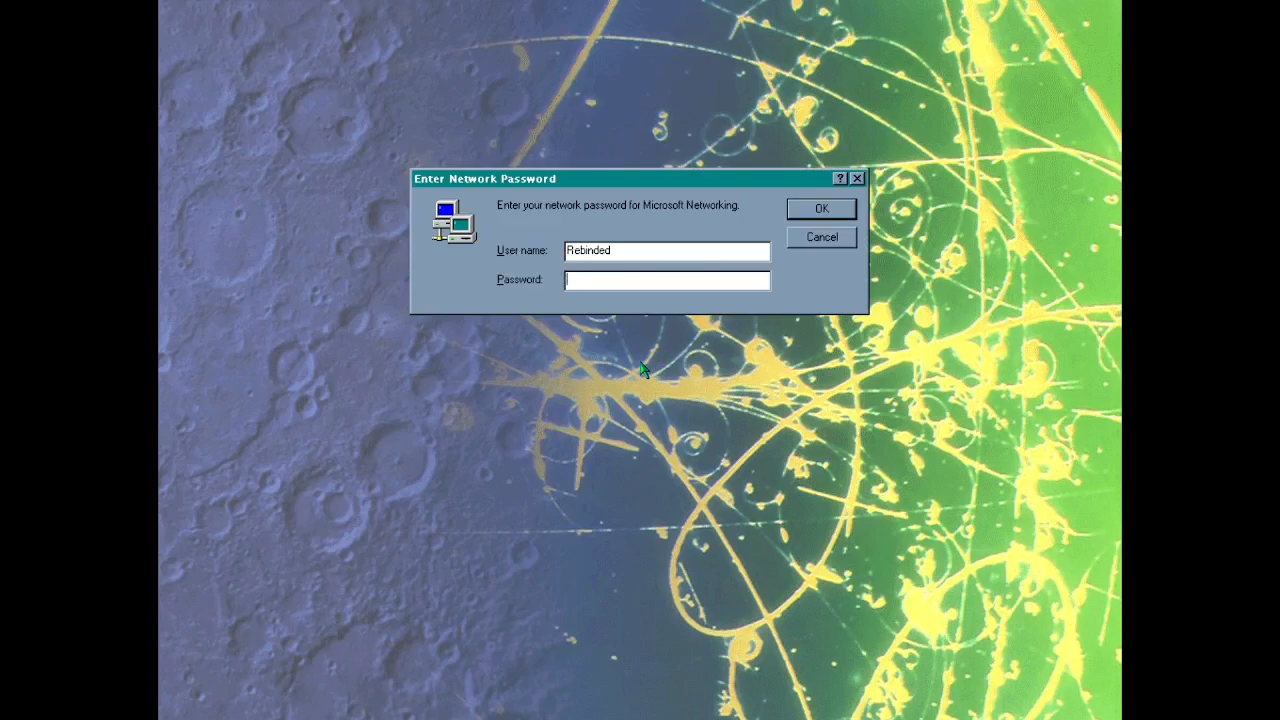 Enter Network Password
Enter your network password for Microsoft Networking.
OK
Cancel
User name: Rebinded
Password: